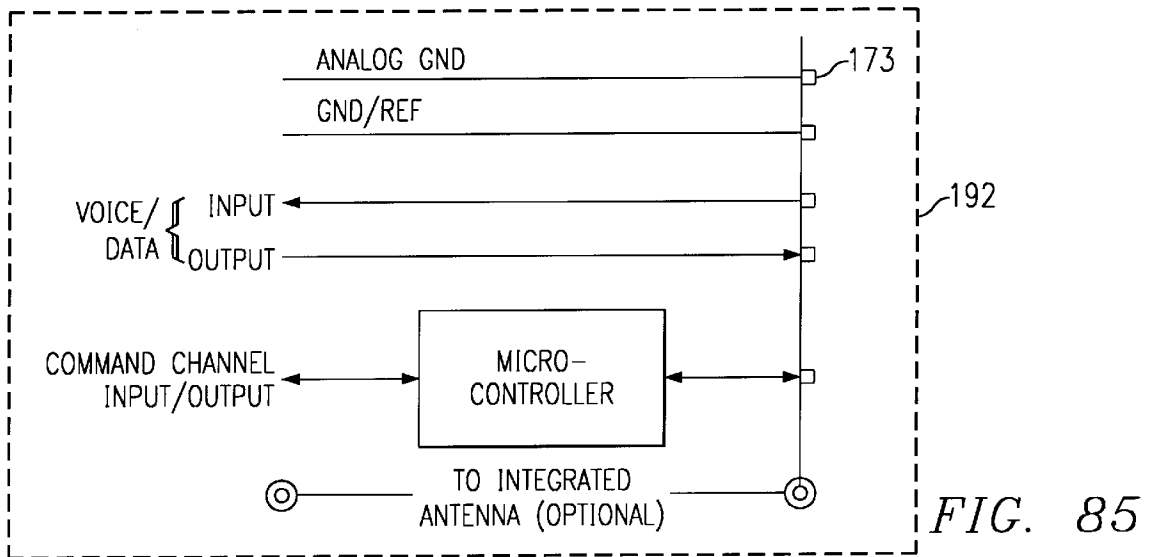 ANALOG GND
173
GND/REF
VOICE/
DATA
INPUT
OUTPUT
192
COMMAND CHANNEL
INPUT/OUTPUT
MICRO-
CONTROLLER
TO INTEGRATED
ANTENNA (OPTIONAL)
FIG. 85